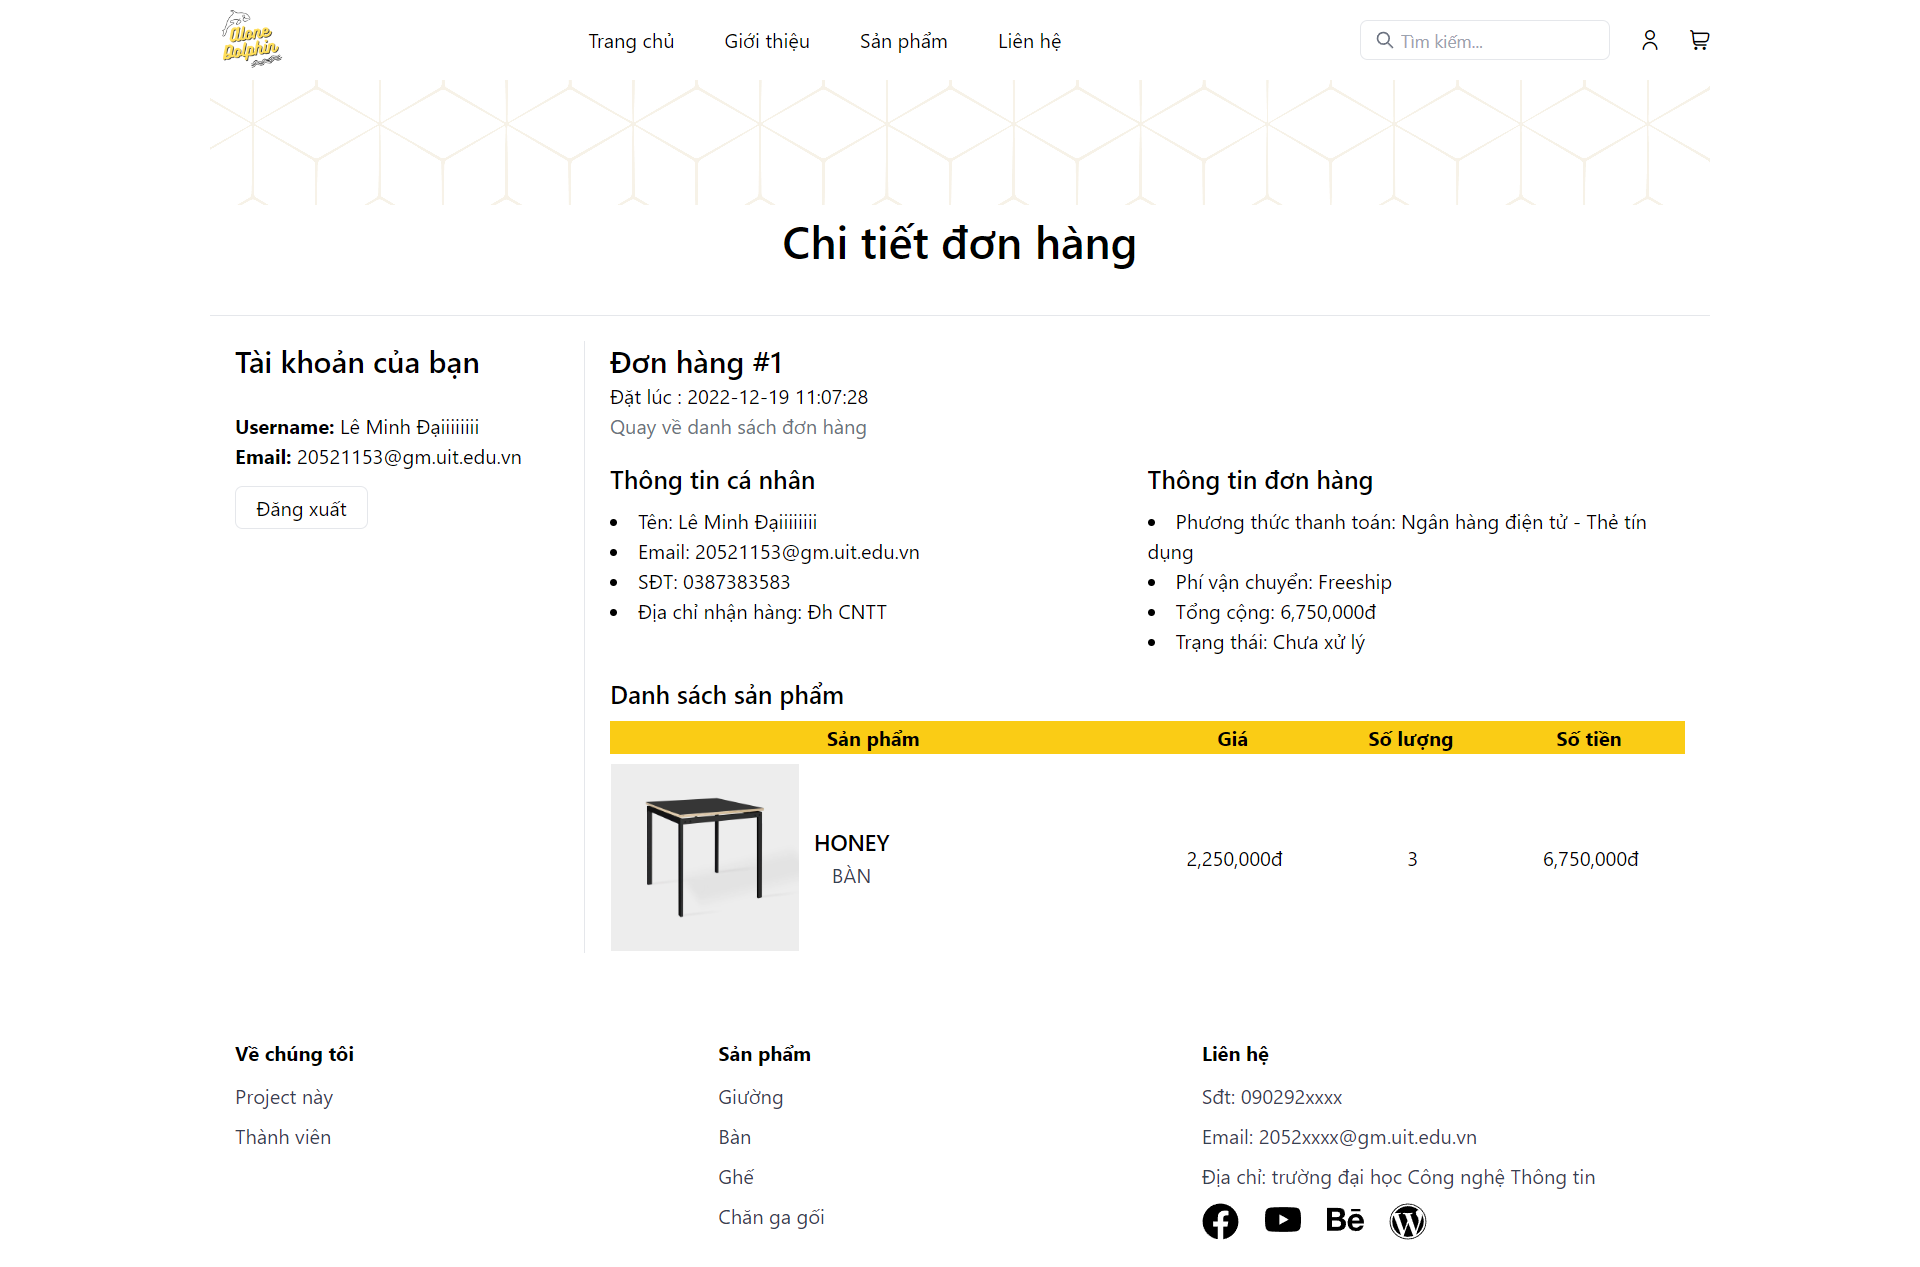 Alone
Dolphin
Trang chủ
Giới thiệu
Sản phẩm
Liên hệ
Tìm kiếm...
Chi tiết đơn hàng
Tài khoản của bạn
Username: Lê Minh Đạiiiiiiii
Email: 20521153@gm.uit.edu.vn
Đăng xuất
Đơn hàng #1
Đặt lúc : 2022-12-19 11:07:28
Quay về danh sách đơn hàng
Thông tin cá nhân
Tên: Lê Minh Đạiiiiiiii
Email: 20521153@gm.uit.edu.vn
SĐT: 0387383583
Địa chỉ nhận hàng: Đh CNTT
Thông tin đơn hàng
Phương thức thanh toán: Ngân hàng điện tử - Thẻ tín
dụng
Phí vận chuyển: Freeship
Tổng cộng: 6,750,000đ
Trạng thái: Chưa xử lý
Danh sách sản phẩm
Sản phẩm Giá Số lượng Số tiền
HONEY
BÀN
2,250,000đ 3 6,750,000đ
Về chúng tôi
Project này
Thành viên
Sản phẩm
Giường
Bàn
Ghế
Chăn ga gối
Liên hệ
Sđt: 090292xxxx
Email: 2052xxxx@gm.uit.edu.vn
Địa chỉ: trường đại học Công nghệ Thông tin